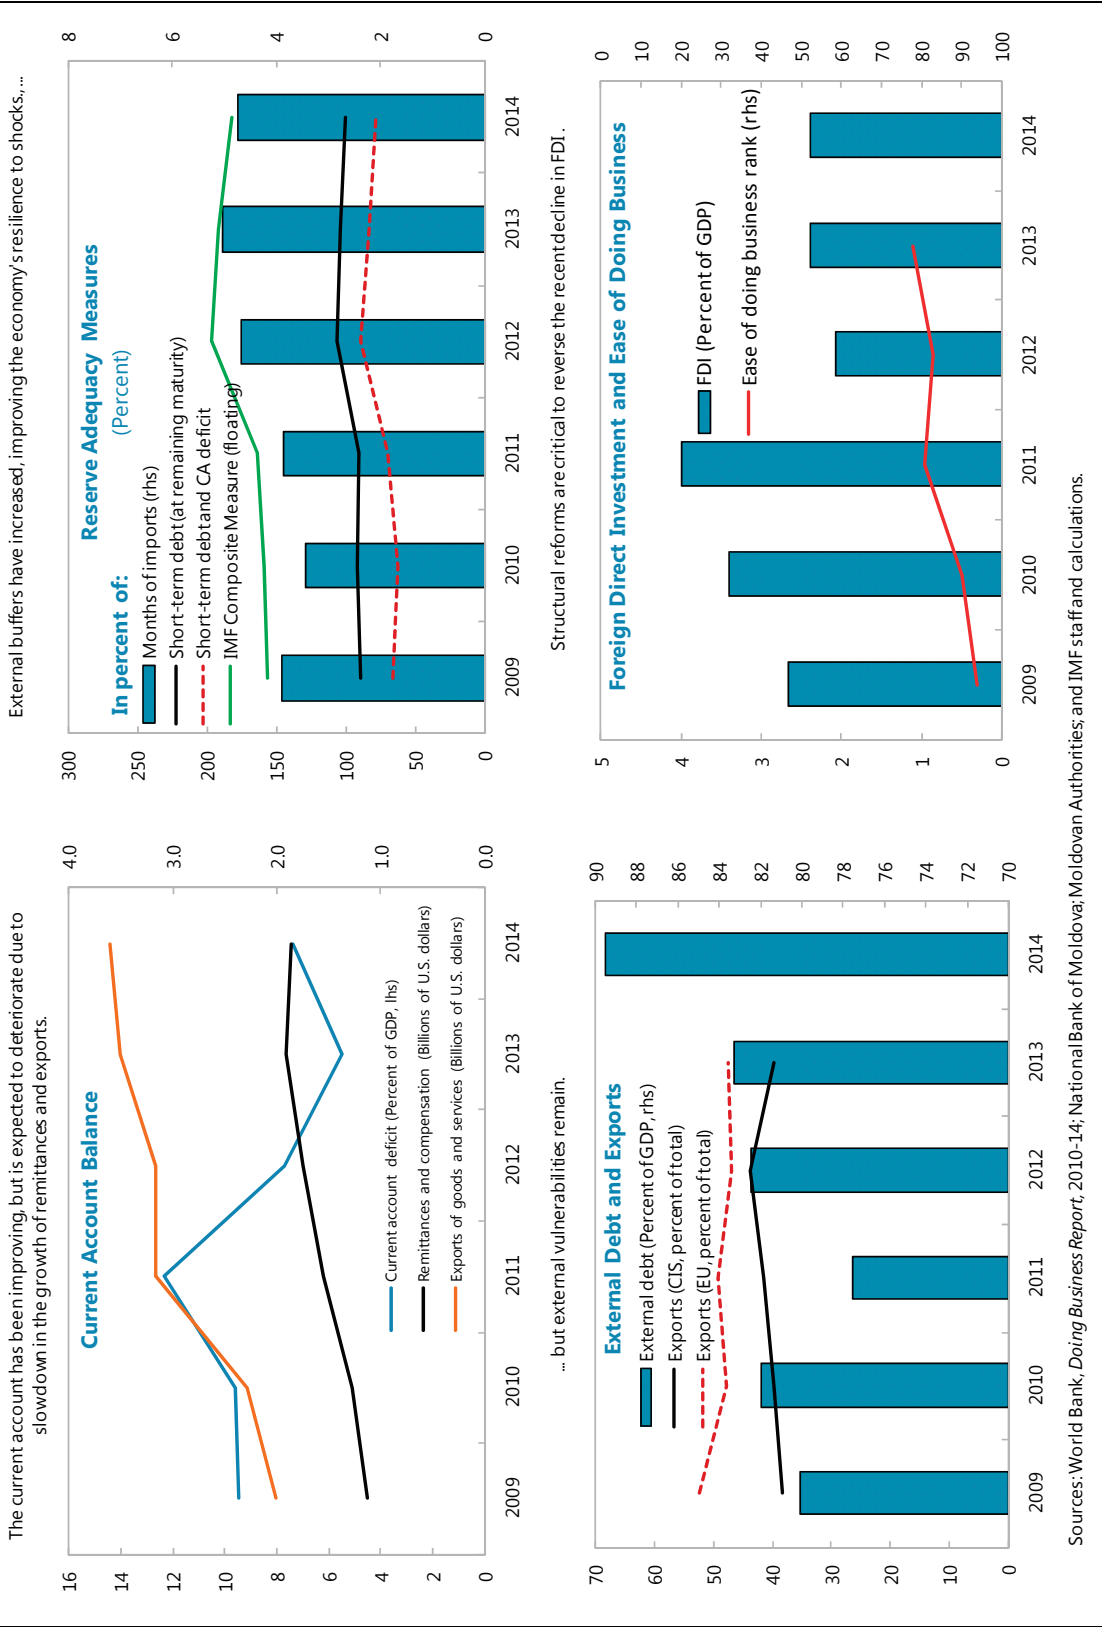 The current account has been improving, but is expected to deteriorate due to
slowdown in the growth of remittances and exports.
Current Account Balance
16
14
12
10
8
6
4
2
0
4.0
3.0
2.0
1.0
0.0
Current account deficit (Percent of GDP, lhs)
Remittances and compensation (Billions of U.S. dollars)
Exports of goods and services (Billions of U.S. dollars)
2009 2010 2011 2012 2013 2014
External buffers have increased, improving the economy's resilience to shocks., ...
Reserve Adequacy Measures
(Percent)
In percent of:
Months of imports (rhs)
Short-term debt (at remaining maturity)
Short-term debt and CA deficit
IMF Composite Measure (floating)
300
250
200
150
100
50
0
8
6
4
2
0
2009 2010 2011 2012 2013 2014
... but external vulnerabilities remain.
External Debt and Exports
External debt (Percent of GDP, rhs)
Exports (CIS, percent of total)
Exports (EU, percent of total)
70
60
50
40
30
20
10
0
90
88
86
84
82
80
78
76
74
72
70
2009 2010 2011 2012 2013 2014
Structural reforms are critical to reverse the recent decline in FDI .
Foreign Direct Investment and Ease of Doing Business
FDI (Percent of GDP)
Ease of doing business rank (rhs)
5
4
3
2
1
0
0
10
20
30
40
50
60
70
80
90
100
2009 2010 2011 2012 2013 2014
Sources: World Bank, Doing Business Report, 2010-14; National Bank of Moldova; Moldovan Authorities; and IMF staff and calculations.